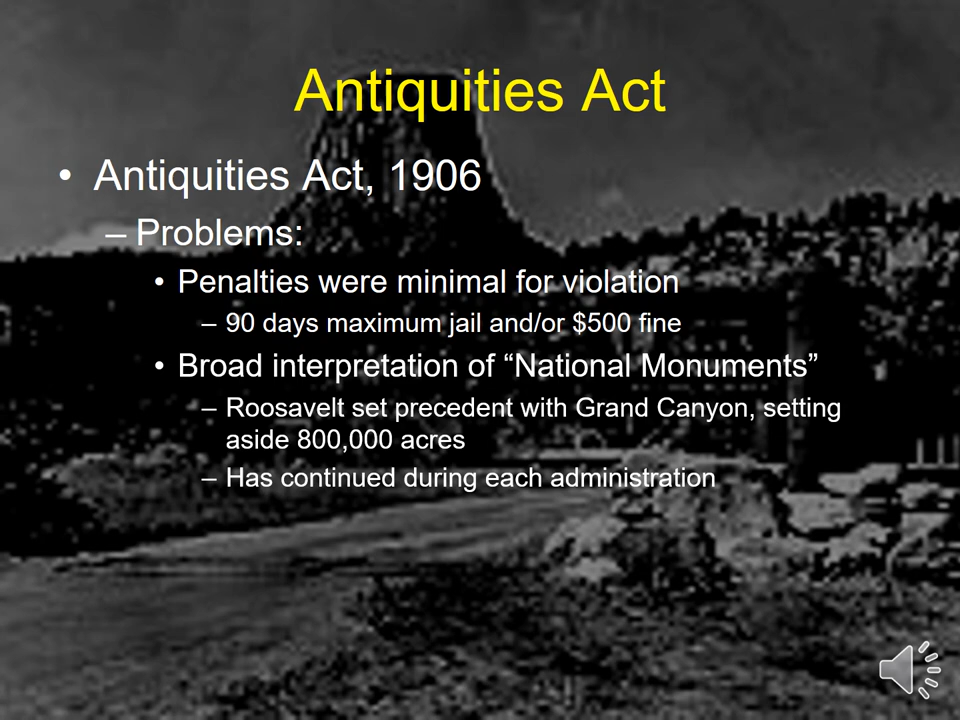 Antiquities Act
• Antiquities Act, 1906
– Problems:
• Penalties were minimal for violation
– 90 days maximum jail and/or $500 fine
• Broad interpretation of “National Monuments”
– Roosavelt set precedent with Grand Canyon, setting
aside 800,000 acres
– Has continued during each administration